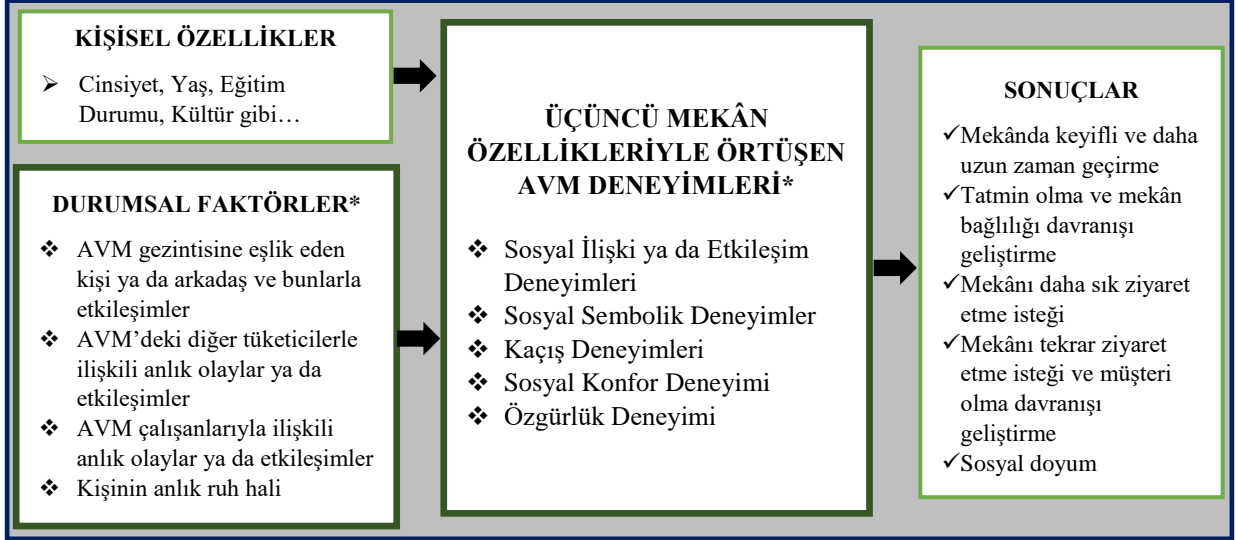 KİŞİSEL ÖZELLİKLER
➢ Cinsiyet, Yaş, Eğitim
Durumu, Kültür gibi…
DURUMSAL FAKTÖRLER*
❖ AVM gezintisine eşlik eden
kişi ya da arkadaş ve bunlarla
etkileşimler
❖ AVM’deki diğer tüketicilerle
ilişkili anlık olaylar ya da
etkileşimler
❖ AVM çalışanlarıyla ilişkili
anlık olaylar ya da etkileşimler
❖ Kişinin anlık ruh hali
ÜÇÜNCÜ MEKÂN
ÖZELLİKLERİYLE ÖRTÜŞEN
AVM DENEYİMLERİ*
❖ Sosyal İlişki ya da Etkileşim
Deneyimleri
❖ Sosyal Sembolik Deneyimler
❖ Kaçış Deneyimleri
❖ Sosyal Konfor Deneyimi
❖ Özgürlük Deneyimi
SONUÇLAR
✓Mekânda keyifli ve daha
uzun zaman geçirme
✓Tatmin olma ve mekân
bağlılığı davranışı
geliştirme
✓Mekânı daha sık ziyaret
etme isteği
✓Mekânı tekrar ziyaret
etme isteği ve müşteri
olma davranışı
geliştirme
✓Sosyal doyum